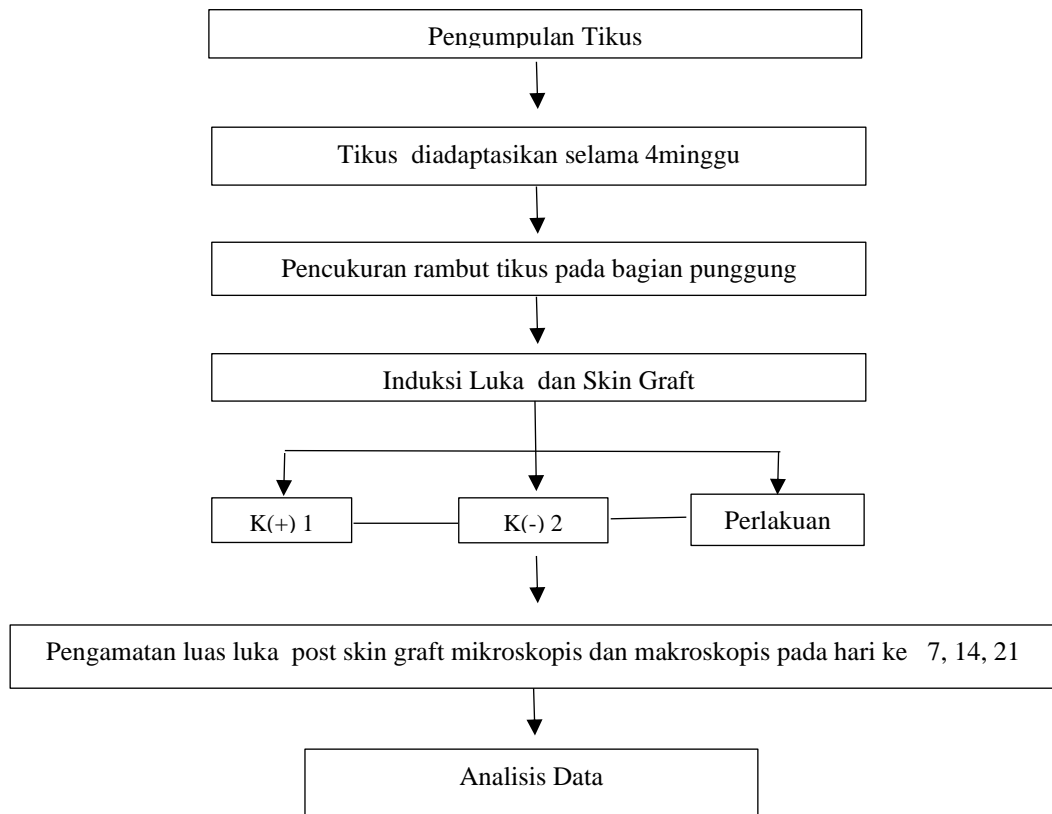 Pengumpulan Tikus
Tikus diadaptasikan selama 4minggu
Pencukuran rambut tikus pada bagian punggung
Induksi Luka dan Skin Graft
K(+) 1
K(-) 2
Perlakuan
Pengamatan luas luka post skin graft mikroskopis dan makroskopis pada hari ke 7, 14, 21
Analisis Data